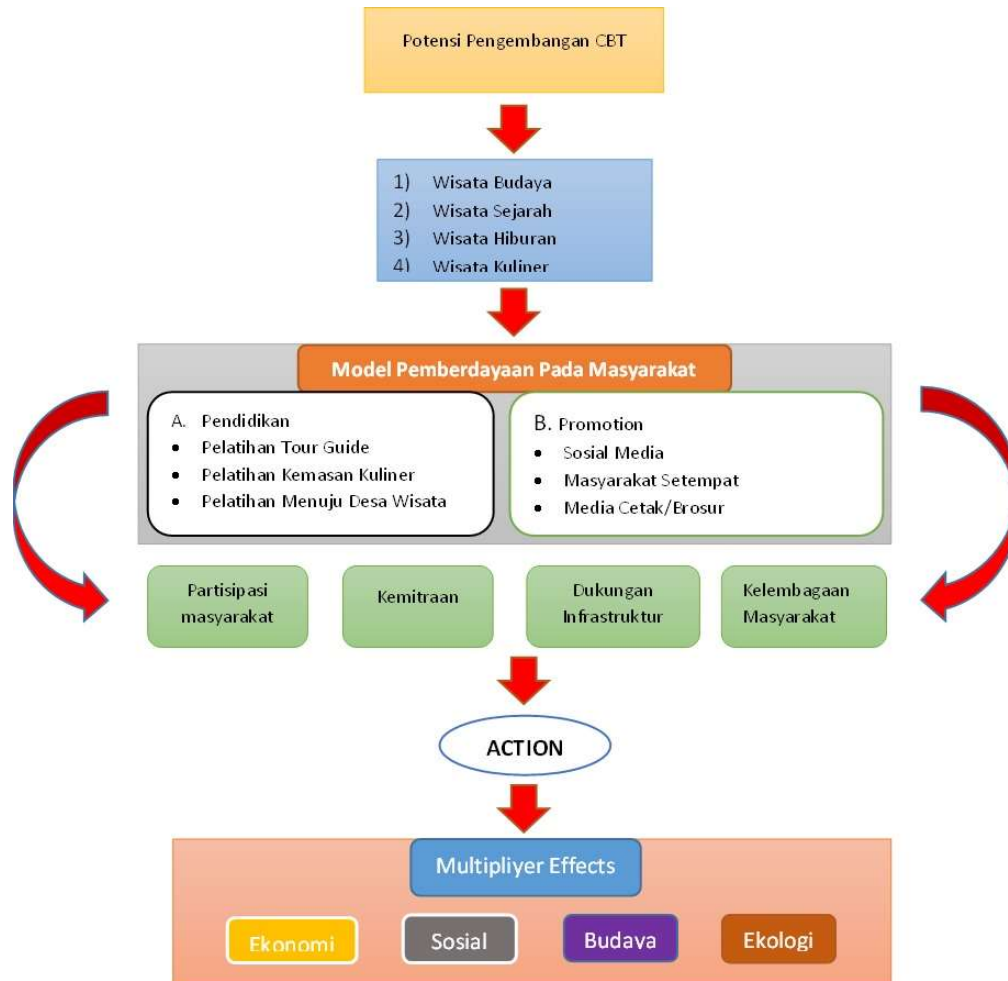 Potensi Pengembangan CBT
1) Wisata Budaya
2) Wisata Sejarah
3) Wisata Hiburan
4) Wisata Kuliner
Model Pemberdayaan Pada Masyarakat
A. Pendidikan
• Pelatihan Tour Guide
• Pelatihan Kemasan Kuliner
• Pelatihan Menuju Desa Wisata
B. Promotion
• Sosial Media
• Masyarakat Setempat
• Media Cetak/Brosur
Partisipasi
masyarakat
Kemitraan
Dukungan
Infrastruktur
Kelembagaan
Masyarakat
ACTION
Multipliyer Effects
Ekonomi
Sosial
Budaya
Ekologi